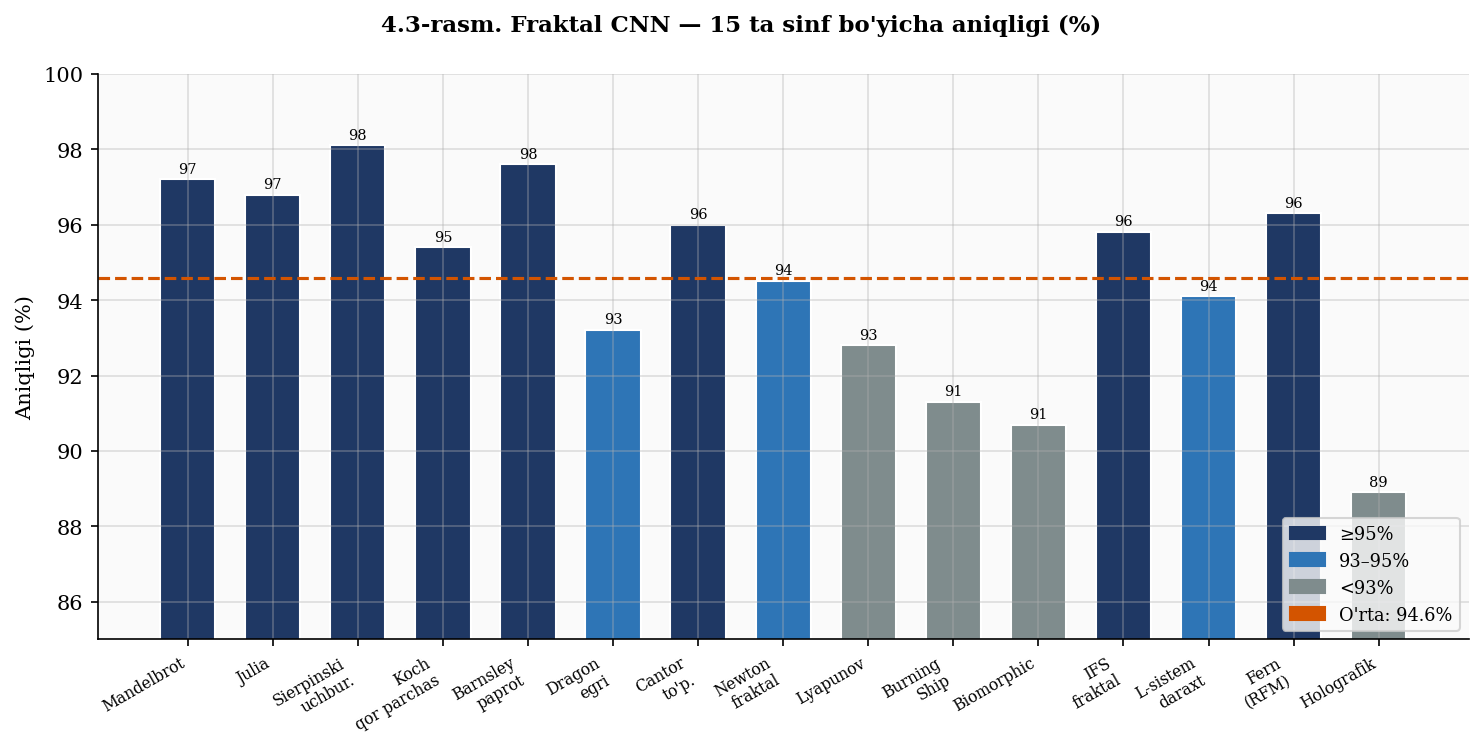 4.3-rasm. Fraktal CNN — 15 ta sinf bo'yicha aniqligi (%)
Aniqligi (%)
100
98
96
94
92
90
88
86
97
97
98
95
98
93
96
94
93
91
91
96
94
96
89
≥95%
93–95%
<93%
O'rta: 94.6%
Mandelbrot
Julia
Sierpinski
uchbur.
Koch
qor parchas
Barnsley
paprot
Dragon
egri
Cantor
to'p.
Newton
fraktal
Lyapunov
Burning
Ship
Biomorphic
IFS
fraktal
L-sistem
daraxt
Fern
(RFM)
Holografik